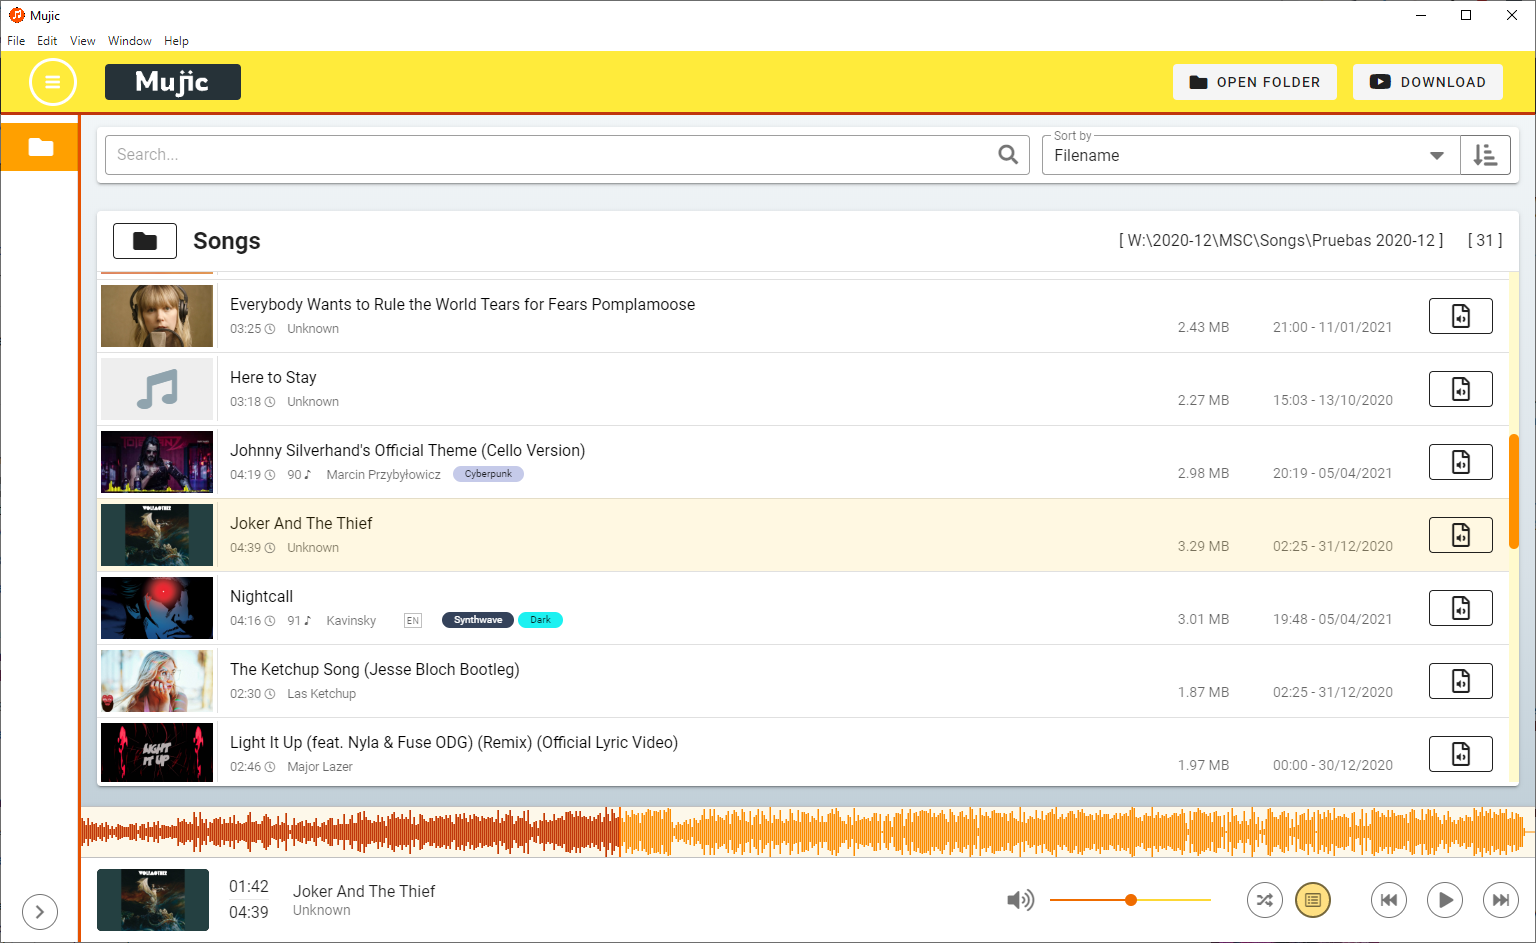 Mujic
File Edit View Window Help
Mujic
OPEN FOLDER
DOWNLOAD
Search...
Sort by
Filename
Songs
[ W:\2020-12\MSC\Songs\Pruebas 2020-12 ] [ 31 ]
Everybody Wants to Rule the World Tears for Fears Pomplamoose
03:25 Unknown
2.43 MB 21:00 - 11/01/2021
Here to Stay
03:18 Unknown
2.27 MB 15:03 - 13/10/2020
Johnny Silverhand's Official Theme (Cello Version)
04:19 90 Marcin Przybyłowicz Cyberpunk
2.98 MB 20:19 - 05/04/2021
WOLFMOTHER
Joker And The Thief
04:39 Unknown
3.29 MB 02:25 - 31/12/2020
Nightcall
04:16 91 Kavinsky EN Synthwave Dark
3.01 MB 19:48 - 05/04/2021
The Ketchup Song (Jesse Bloch Bootleg)
02:30 Las Ketchup
1.87 MB 02:25 - 31/12/2020
LIGHT
IT UP
Light It Up (feat. Nyla & Fuse ODG) (Remix) (Official Lyric Video)
02:46 Major Lazer
1.97 MB 00:00 - 30/12/2020
WOLFMOTHER
01:42
04:39
Joker And The Thief
Unknown